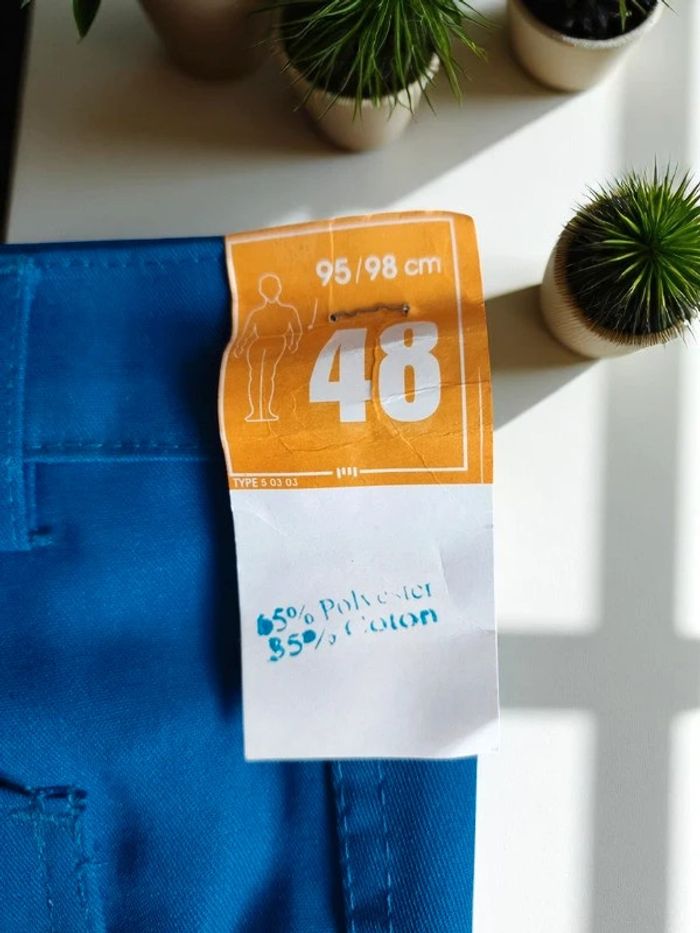 95/98 cm
48
TYPE 5 03 03
65% Polyester
35% Coton